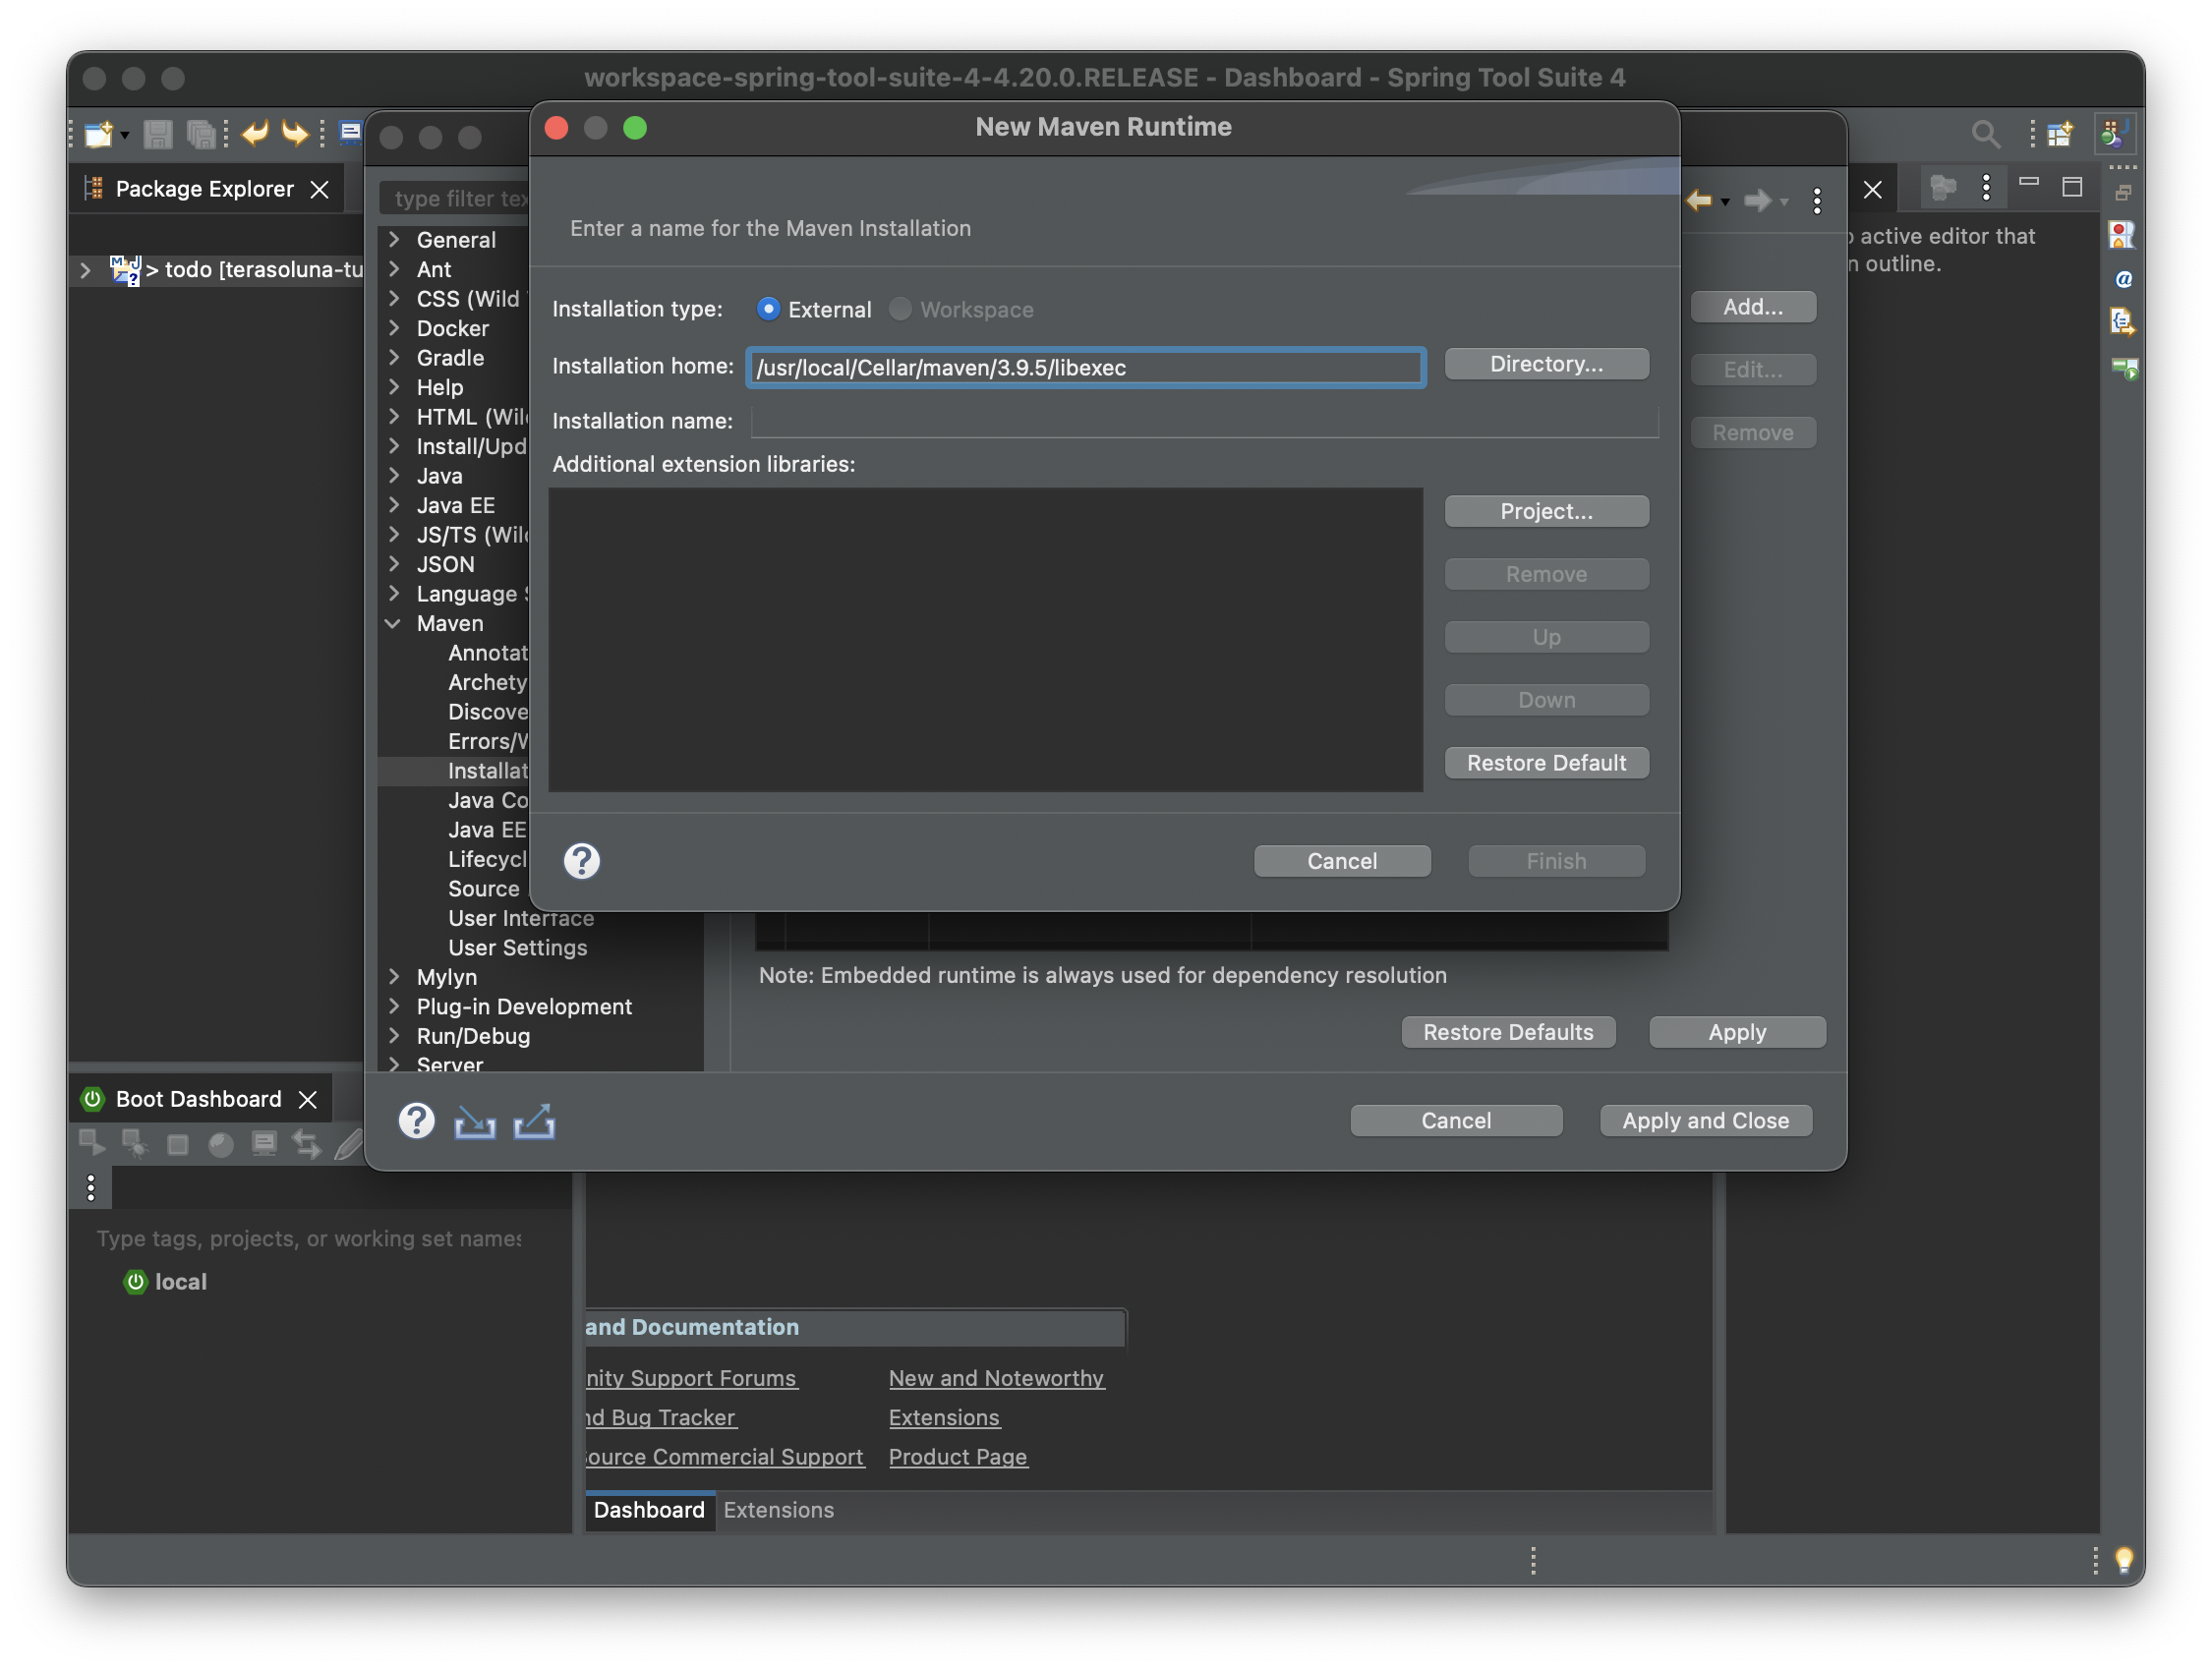 workspace-spring-tool-suite-4-4.20.0.RELEASE - Dashboard - Spring Tool Suite 4
New Maven Runtime
Package Explorer
type filter tex
> todo [terasoluna-tu
General
Ant
CSS (Wild
Docker
Gradle
Help
HTML (Wil
Install/Upd
Java
Java EE
JS/TS (Wil
JSON
Language
Maven
Annotat
Archety
Discove
Errors/
Installat
Java Co
Java EE
Lifecycl
Source
User Interface
User Settings
Mylyn
Plug-in Development
Run/Debug
Server
Enter a name for the Maven Installation
Installation type: External Workspace
Installation home: /usr/local/Cellar/maven/3.9.5/libexec Directory...
Installation name:
Additional extension libraries:
Project...
Remove
Up
Down
Restore Default
Cancel Finish
Add...
Edit...
Remove
active editor that
n outline.
Note: Embedded runtime is always used for dependency resolution
Restore Defaults Apply
Cancel Apply and Close
Boot Dashboard
Type tags, projects, or working set names
local
and Documentation
nity Support Forums New and Noteworthy
nd Bug Tracker Extensions
ource Commercial Support Product Page
Dashboard Extensions